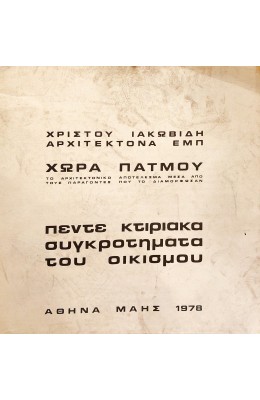 ΧΡΙΣΤΟΥ ΙΑΚΩΒΙΔΗ
ΑΡΧΙΤΕΚΤΟΝΑ ΕΜΠ
ΧΩΡΑ ΠΑΤΜΟΥ
ΤΟ ΑΡΧΙΤΕΚΤΟΝΙΚΟ ΑΠΟΤΕΛΕΣΜΑ ΜΕΣΑ ΑΠΟ
ΤΟΥΣ ΠΑΡΑΓΟΝΤΕΣ ΠΟΥ ΤΟ ΔΙΑΜΟΡΦΩΣΑΝ
πεντε κτιριακα
συγκροτηματα
του οικισμου
ΑΘΗΝΑ ΜΑΗΣ 1978